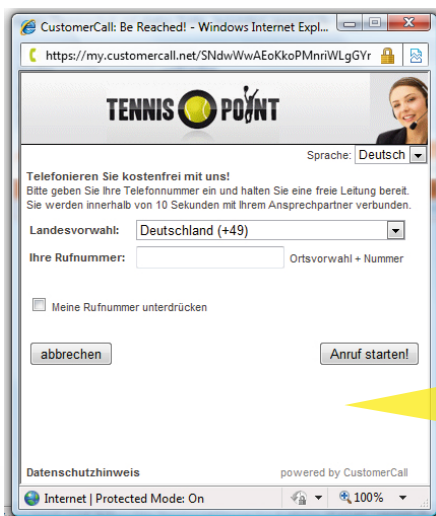 CustomerCall: Be Reached! - Windows Internet Expl...
https://my.customercall.net/SNdwWwAEoKkoPMnriWLgGYr
TENNIS POINT
Sprache: Deutsch
Telefonieren Sie kostenfrei mit uns!
Bitte geben Sie Ihre Telefonnummer ein und halten Sie eine freie Leitung bereit.
Sie werden innerhalb von 10 Sekunden mit Ihrem Ansprechpartner verbunden.
Landesvorwahl: Deutschland (+49)
Ihre Rufnummer: Ortsvorwahl + Nummer
Meine Rufnummer unterdrücken
abbrechen Anruf starten!
Datenschutzhinweis powered by CustomerCall
Internet | Protected Mode: On 100%